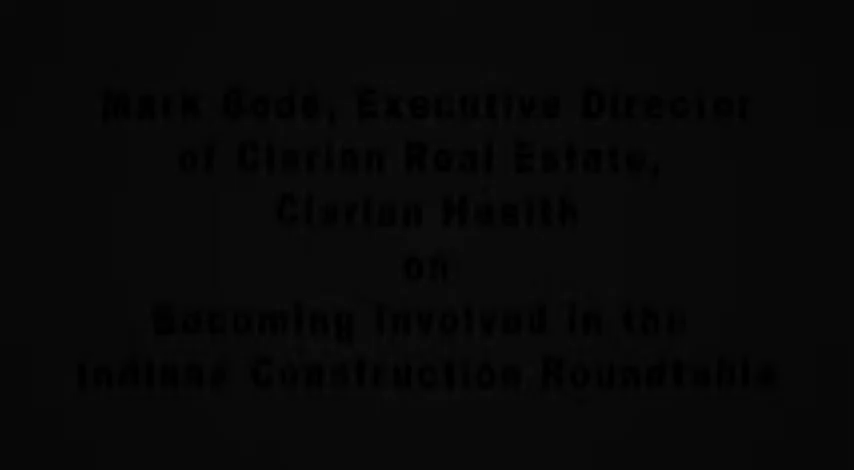 Mark Gode, Executive Director
of Clarian Real Estate,
Clarian Health
on
Becoming Involved in the
Indiana Construction Roundtable